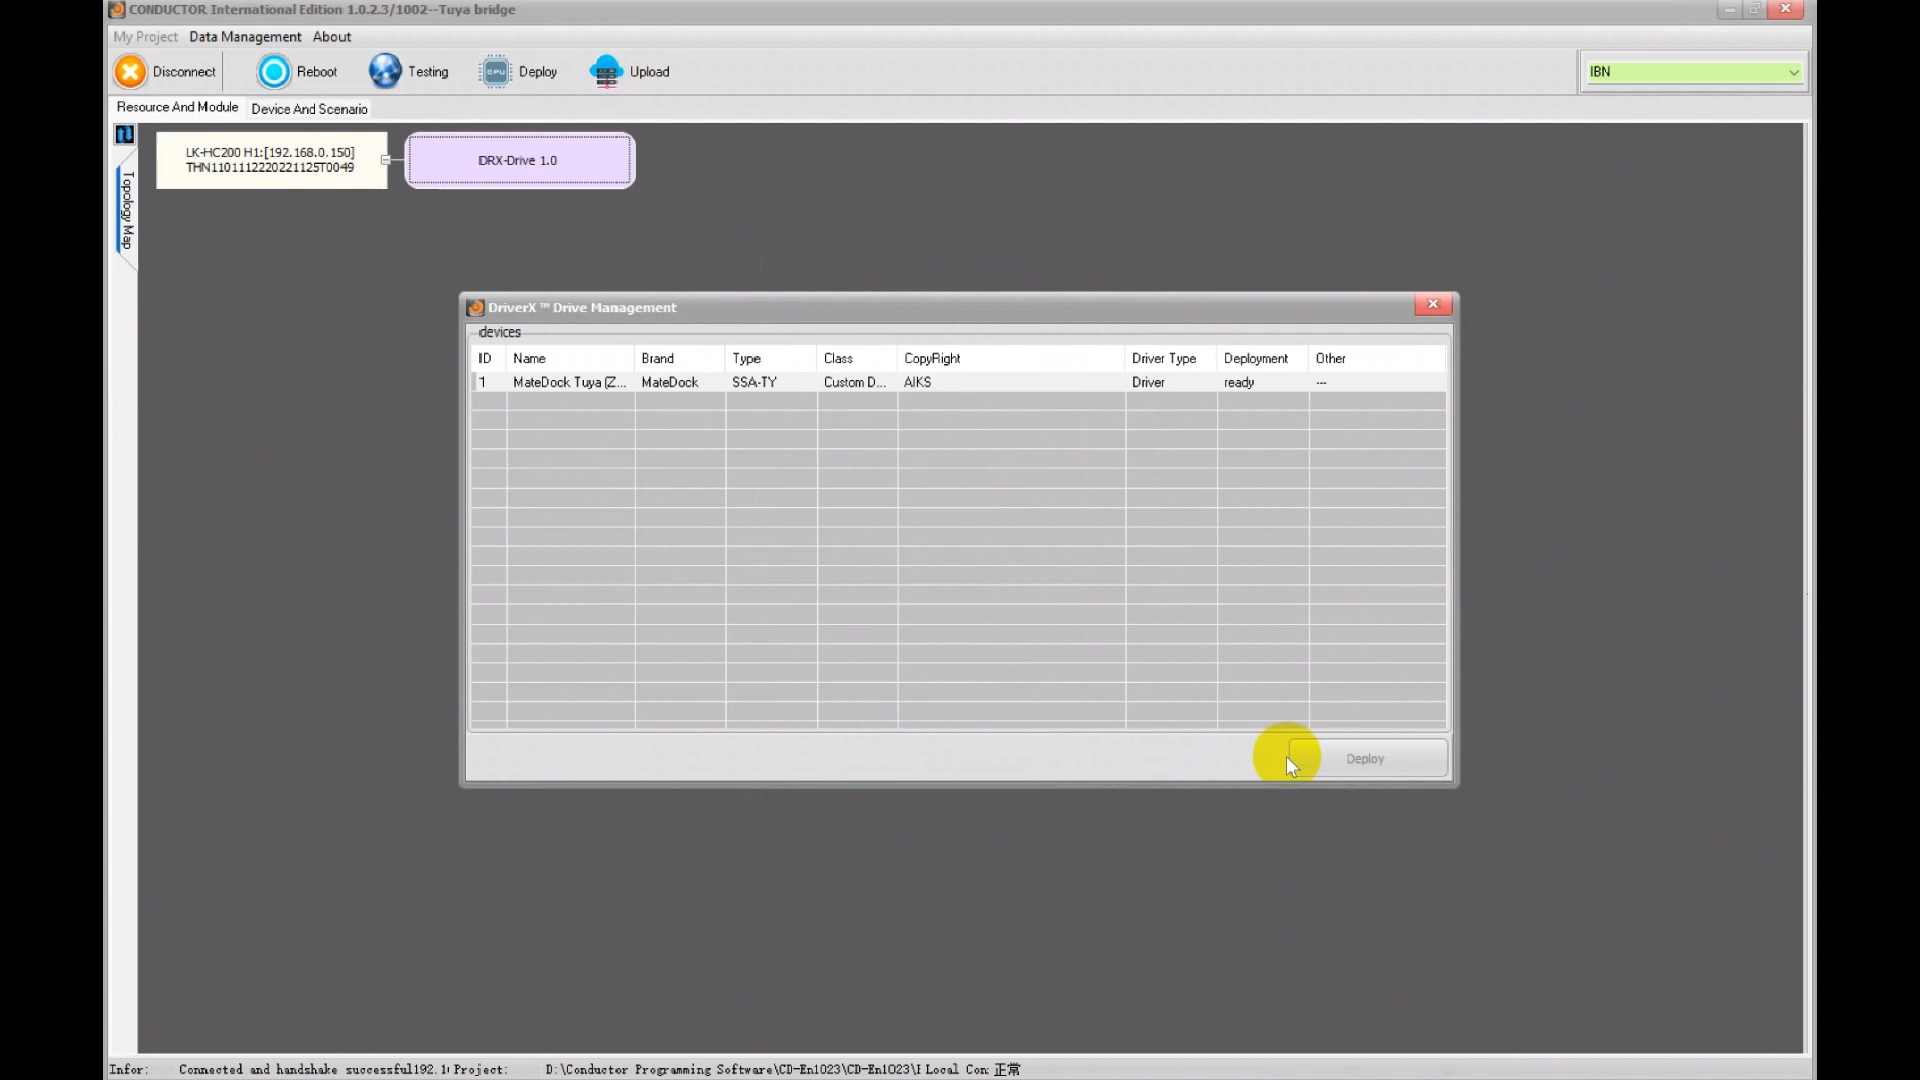 CONDUCTOR International Edition 1.0.2.3/1002--Tuya bridge
My Project Data Management About
Disconnect Reboot Testing CPU Deploy Upload IBN
Resource And Module Device And Scenario
Topology Map
LK-HC200 H1:[192.168.0.150]
THN1101112220221125T0049
DRX-Drive 1.0
DriverX ™ Drive Management
devices
ID Name Brand Type Class CopyRight Driver Type Deployment Other
1 MateDock Tuya (Z... MateDock SSA-TY Custom D... AIKS Driver ready ---
Deploy
Infor: Connected and handshake successful192.1 Project: D:\Conductor Programming Software\CD-En1023\CD-En1023\ Local Con: 正常